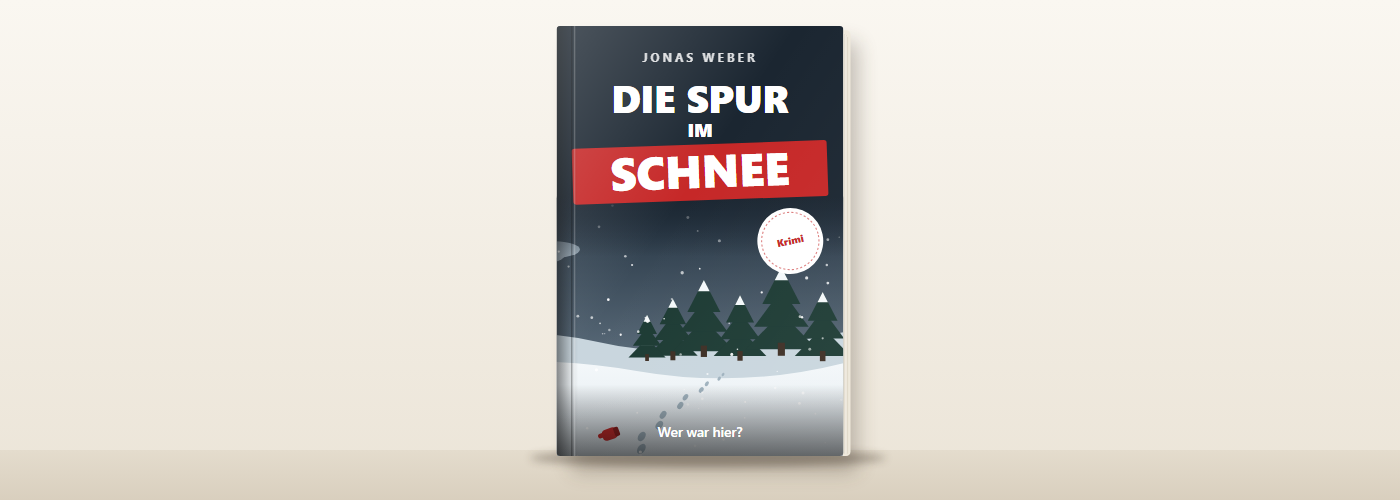 JONAS WEBER
DIE SPUR
IM
SCHNEE
Krimi
Wer war hier?